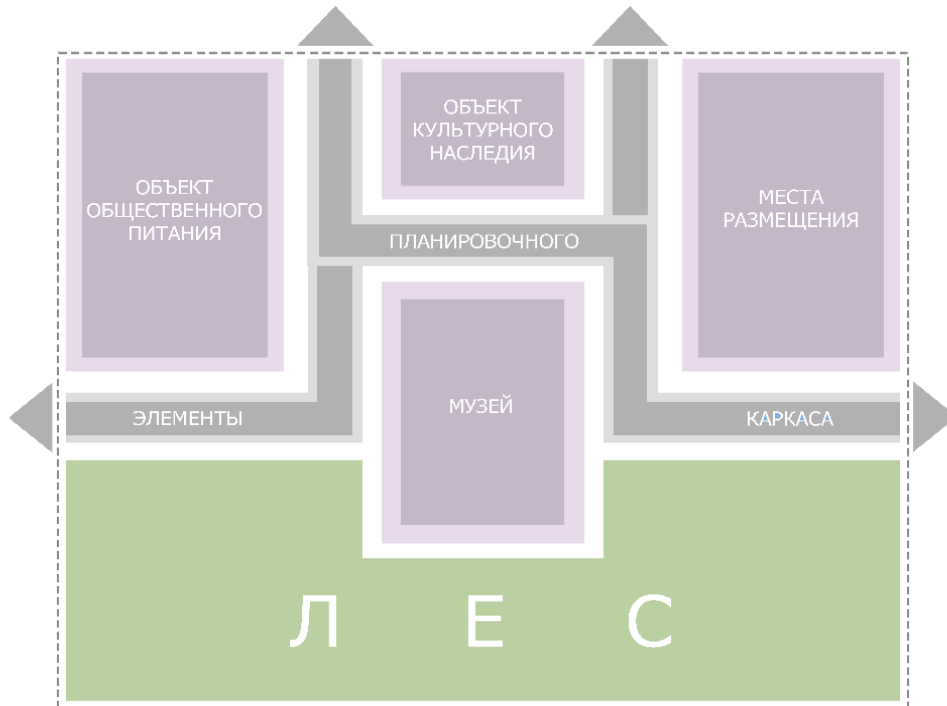 ОБЪЕКТ
КУЛЬТУРНОГО
НАСЛЕДИЯ
ОБЪЕКТ
ОБЩЕСТВЕННОГО
ПИТАНИЯ
МЕСТА
РАЗМЕЩЕНИЯ
ПЛАНИРОВОЧНОГО
МУЗЕЙ
ЭЛЕМЕНТЫ
КАРКАСА
Л Е С